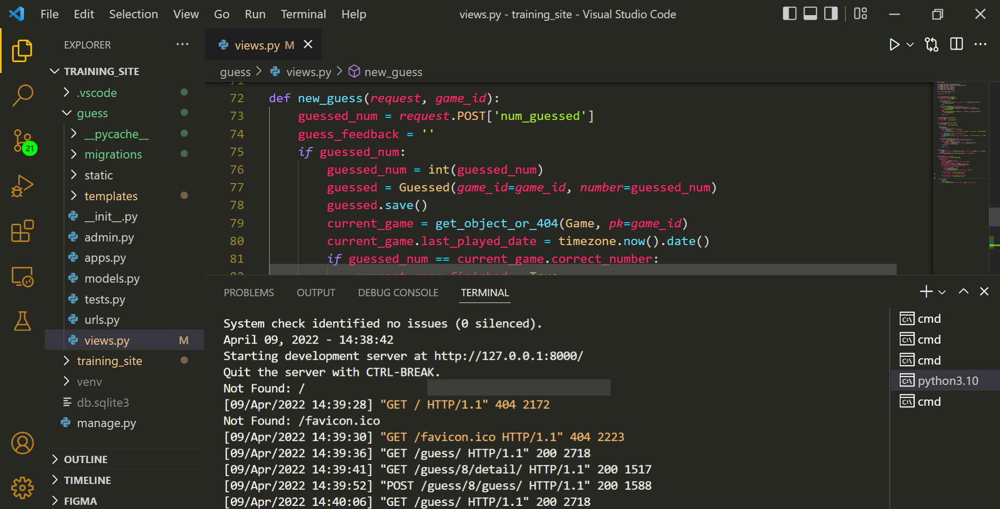 File Edit Selection View Go Run Terminal Help
views.py - training_site - Visual Studio Code
EXPLORER
TRAINING_SITE
.vscode
guess
__pycache__
migrations
static
templates
__init__.py
admin.py
apps.py
models.py
tests.py
urls.py
views.py M
training_site
venv
db.sqlite3
manage.py
OUTLINE
TIMELINE
FIGMA
21
views.py M
guess > views.py > new_guess
71
72 def new_guess(request, game_id):
73 guessed_num = request.POST['num_guessed']
74 guess_feedback = ''
75 if guessed_num:
76 guessed_num = int(guessed_num)
77 guessed = Guessed(game_id=game_id, number=guessed_num)
78 guessed.save()
79 current_game = get_object_or_404(Game, pk=game_id)
80 current_game.last_played_date = timezone.now().date()
81 if guessed_num == current_game.correct_number:
82 current_game.finished = True
PROBLEMS OUTPUT DEBUG CONSOLE TERMINAL
System check identified no issues (0 silenced).
April 09, 2022 - 14:38:42
Starting development server at http://127.0.0.1:8000/
Quit the server with CTRL-BREAK.
Not Found: /
[09/Apr/2022 14:39:28] "GET / HTTP/1.1" 404 2172
Not Found: /favicon.ico
[09/Apr/2022 14:39:30] "GET /favicon.ico HTTP/1.1" 404 2223
[09/Apr/2022 14:39:36] "GET /guess/ HTTP/1.1" 200 2718
[09/Apr/2022 14:39:41] "GET /guess/8/detail/ HTTP/1.1" 200 1517
[09/Apr/2022 14:39:52] "POST /guess/8/guess/ HTTP/1.1" 200 1588
[09/Apr/2022 14:40:06] "GET /guess/ HTTP/1.1" 200 2718
cmd
cmd
cmd
python3.10
cmd